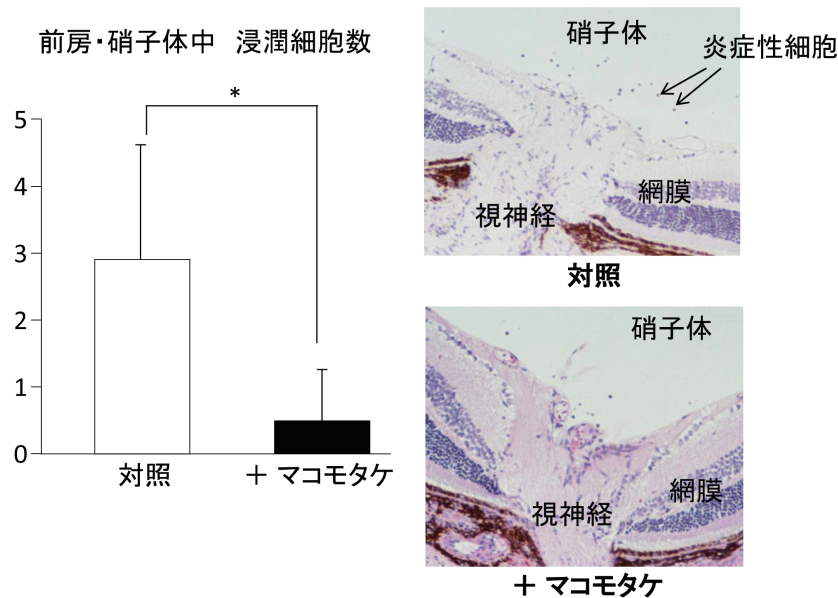 前房・硝子体中 浸潤細胞数
*
5
4
3
2
1
0
対照
＋ マコモタケ
硝子体
炎症性細胞
網膜
視神経
対照
硝子体
網膜
視神経
＋ マコモタケ